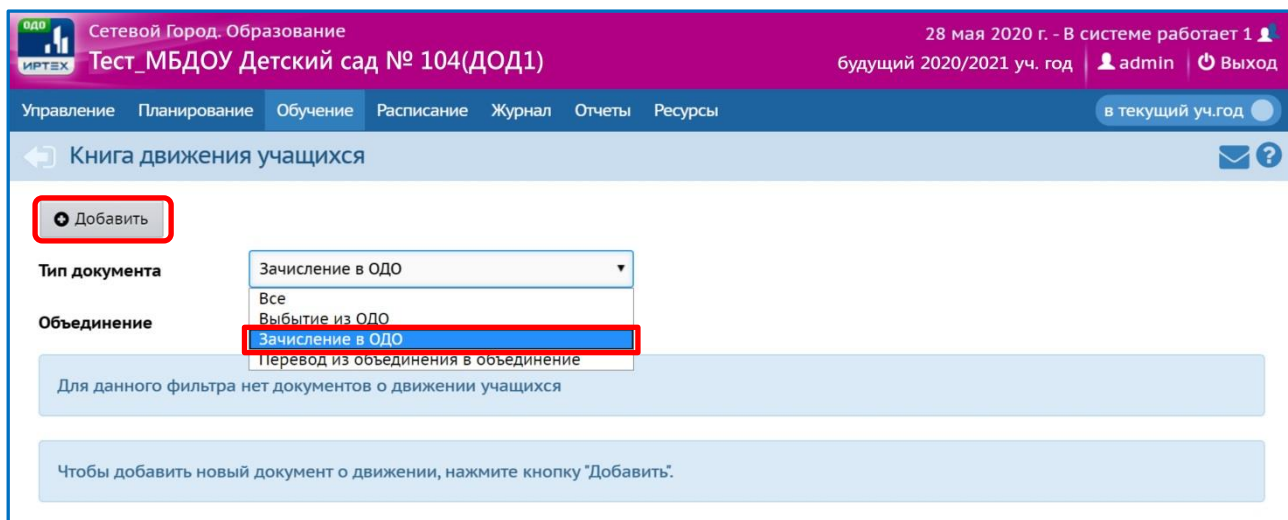 ОДО
ИРТЕХ
Сетевой Город. Образование
Тест_МБДОУ Детский сад № 104(ДОД1)
28 мая 2020 г. - В системе работает 1
будущий 2020/2021 уч. год admin Выход
Управление Планирование Обучение Расписание Журнал Отчеты Ресурсы в текущий уч.год
Книга движения учащихся
Добавить
Тип документа Зачисление в ОДО
Все
Объединение Выбытие из ОДО
Зачисление в ОДО
Перевод из объединения в объединение
Для данного фильтра нет документов о движении учащихся
Чтобы добавить новый документ о движении, нажмите кнопку "Добавить".